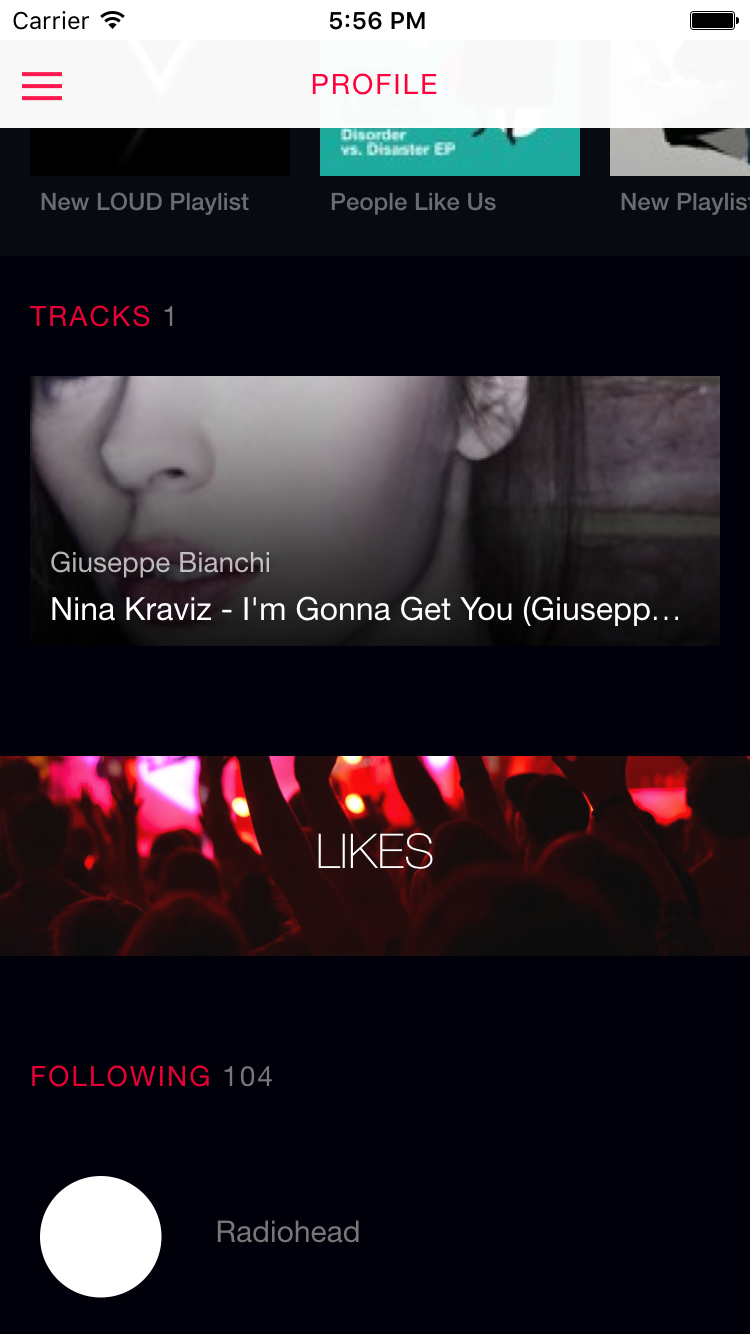 Carrier 5:56 PM
PROFILE
Disorder
vs. Disaster EP
New LOUD Playlist People Like Us New Playlist
TRACKS 1
Giuseppe Bianchi
Nina Kraviz - I'm Gonna Get You (Giusepp...
LIKES
FOLLOWING 104
Radiohead